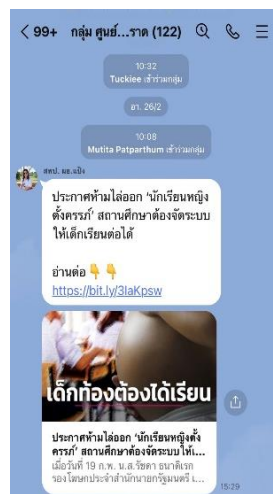 99+ กลุ่ม ศูนย์...ราด (122)
10:32
Tuckiee เข้าร่วมกลุ่ม
อา. 26/2
10:08
Mutita Patparthum เข้าร่วมกลุ่ม
สทป. ผอ.แป๊ง
ประกาศห้ามไล่ออก ‘นักเรียนหญิง
ตั้งครรภ์’ สถานศึกษาต้องจัดระบบ
ให้เด็กเรียนต่อได้
อ่านต่อ👇👇
https://bit.ly/3IaKpsw
เด็กท้องต้องได้เรียน
ประกาศห้ามไล่ออก ‘นักเรียนหญิงตั้ง
ครรภ์’ สถานศึกษาต้องจัดระบบให้เ...
เมื่อวันที่ 19 ก.พ. น.ส.รัชดา ธนาดิเรก
รองโฆษกประจำสำนักนายกรัฐมนตรี เ...
15:29